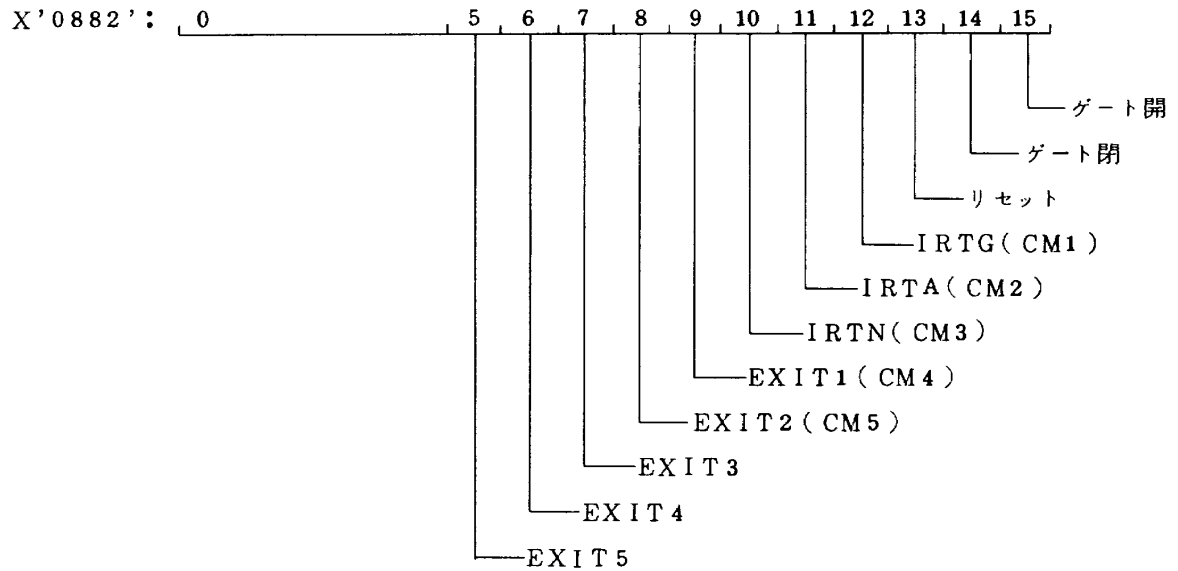 X'0882': 0 5 6 7 8 9 10 11 12 13 14 15
ゲート開
ゲート閉
リセット
IRTG(CM1)
IRTA(CM2)
IRTN(CM3)
EXIT1(CM4)
EXIT2(CM5)
EXIT3
EXIT4
EXIT5